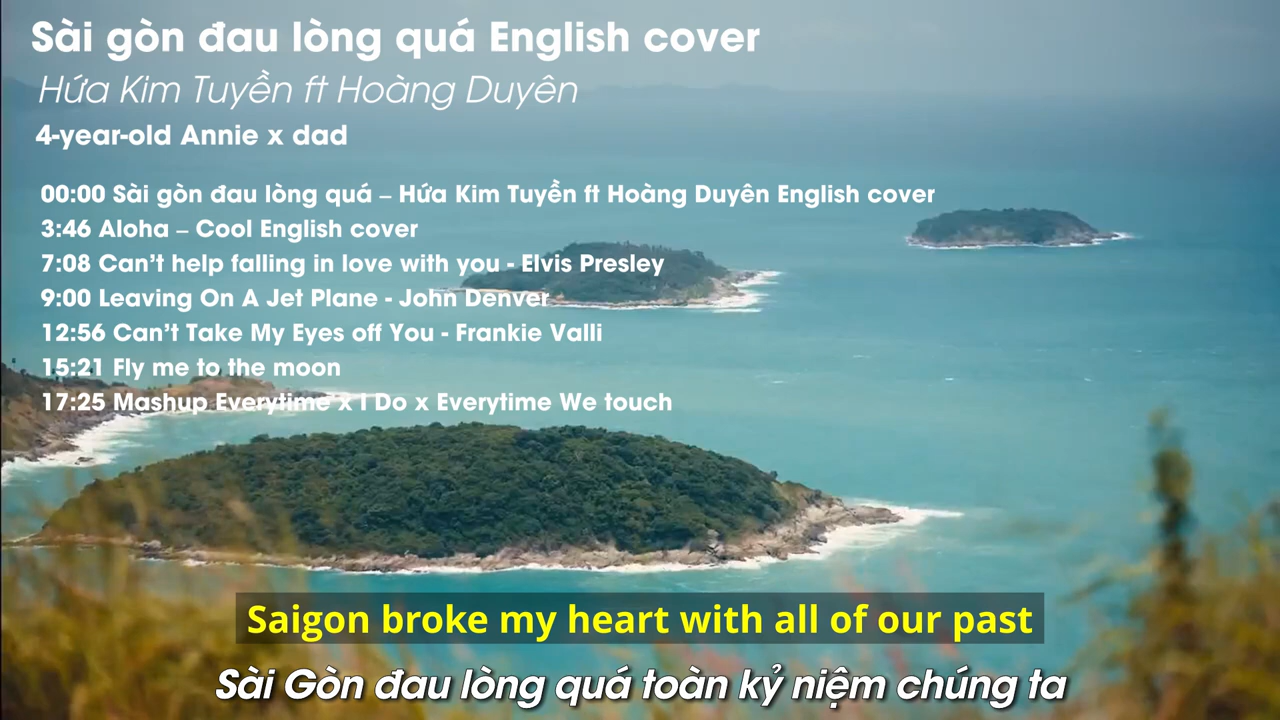 Sài gòn đau lòng quá English cover
Hứa Kim Tuyền ft Hoàng Duyên
4-year-old Annie x dad
00:00 Sài gòn đau lòng quá – Hứa Kim Tuyền ft Hoàng Duyên English cover
3:46 Aloha – Cool English cover
7:08 Can't help falling in love with you - Elvis Presley
9:00 Leaving On A Jet Plane - John Denver
12:56 Can't Take My Eyes off You - Frankie Valli
15:21 Fly me to the moon
17:25 Mashup Everytime x I Do x Everytime We touch
Saigon broke my heart with all of our past
Sài Gòn đau lòng quá toàn kỷ niệm chúng ta